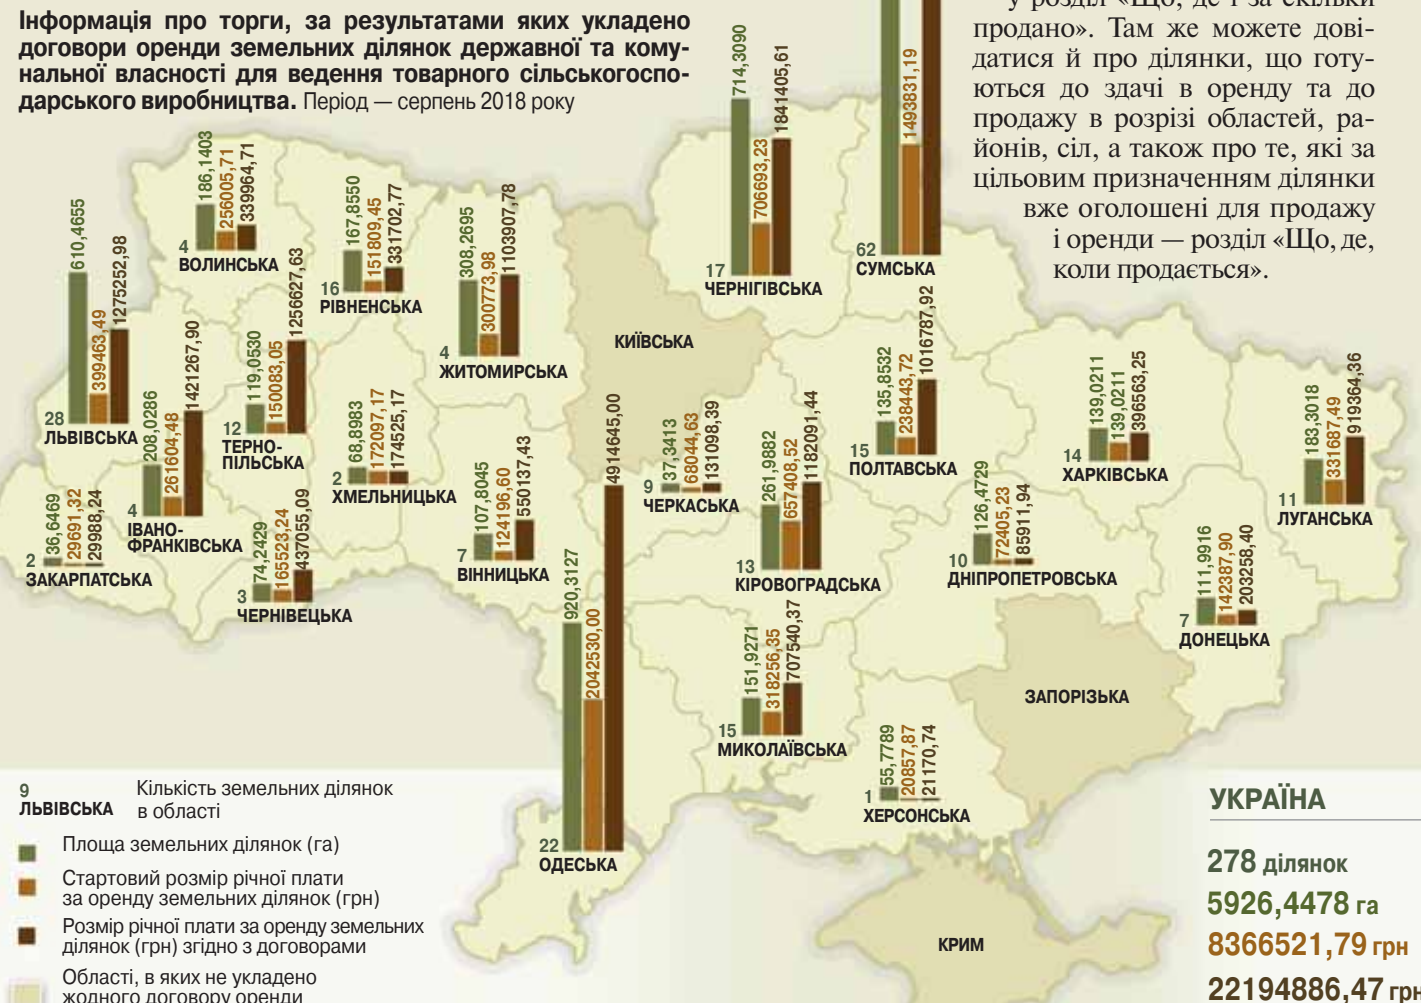 Інформація про торги, за результатами яких укладено
договори оренди земельних ділянок державної та кому-
нальної власності для ведення товарного сільськогоспо-
дарського виробництва. Період — серпень 2018 року
у розділ «Що, де і за скільки
продано». Там же можете дові-
датися й про ділянки, що готу-
ються до здачі в оренду та до
продажу в розрізі областей, ра-
йонів, сіл, а також про те, які за
цільовим призначенням ділянки
вже оголошені для продажу
і оренди — розділ «Що, де,
коли продається».
186,1403
256005,71
339964,71
4
ВОЛИНСЬКА
167,8550
151809,45
331702,77
16
РІВНЕНСЬКА
308,2695
300773,98
1103907,78
4
ЖИТОМИРСЬКА
714,3090
706693,23
1841405,61
17
ЧЕРНІГІВСЬКА
1493831,19
62
СУМСЬКА
КИЇВСЬКА
610,4655
399463,49
1275252,98
28
ЛЬВІВСЬКА
208,0286
261604,48
1421267,90
4
ІВАНО-
ФРАНКІВСЬКА
119,0530
150083,05
1256627,63
12
ТЕРНО-
ПІЛЬСЬКА
68,8983
172097,17
174525,17
2
ХМЕЛЬНИЦЬКА
36,6469
29691,32
29988,24
2
ЗАКАРПАТСЬКА
74,2429
165523,24
437055,09
3
ЧЕРНІВЕЦЬКА
107,8045
124196,60
550137,43
7
ВІННИЦЬКА
37,3413
68044,63
131098,39
9
ЧЕРКАСЬКА
261,9882
657408,52
1182091,44
13
КІРОВОГРАДСЬКА
135,8532
238443,72
1016787,92
15
ПОЛТАВСЬКА
139,0211
139,0211
396563,25
14
ХАРКІВСЬКА
183,3018
331687,49
919364,36
11
ЛУГАНСЬКА
126,4729
72405,23
85911,94
10
ДНІПРОПЕТРОВСЬКА
111,9916
142387,90
203258,40
7
ДОНЕЦЬКА
920,3127
2042530,00
4914645,00
22
ОДЕСЬКА
151,9271
318256,35
707540,37
15
МИКОЛАЇВСЬКА
55,7789
20857,87
21170,74
1
ХЕРСОНСЬКА
ЗАПОРІЗЬКА
КРИМ
9
ЛЬВІВСЬКА
Кількість земельних ділянок
в області
Площа земельних ділянок (га)
Стартовий розмір річної плати
за оренду земельних ділянок (грн)
Розмір річної плати за оренду земельних
ділянок (грн) згідно з договорами
Області, в яких не укладено
жодного договору оренди
УКРАЇНА
278 ділянок
5926,4478 га
8366521,79 грн
22194886,47 грн